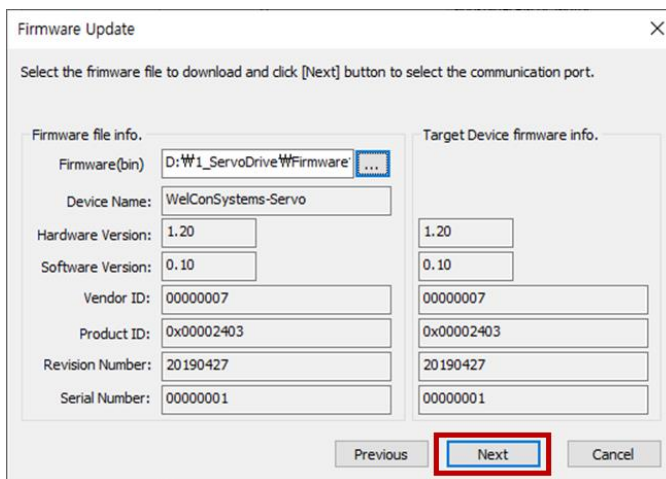 Firmware Update
Select the frimware file to download and click [Next] button to select the communication port.
Firmware file info.
Target Device firmware info.
Firmware(bin) D:₩1_ServoDrive₩Firmware ...
Device Name: WelConSystems-Servo
Hardware Version: 1.20 1.20
Software Version: 0.10 0.10
Vendor ID: 00000007 00000007
Product ID: 0x00002403 0x00002403
Revision Number: 20190427 20190427
Serial Number: 00000001 00000001
Previous Next Cancel